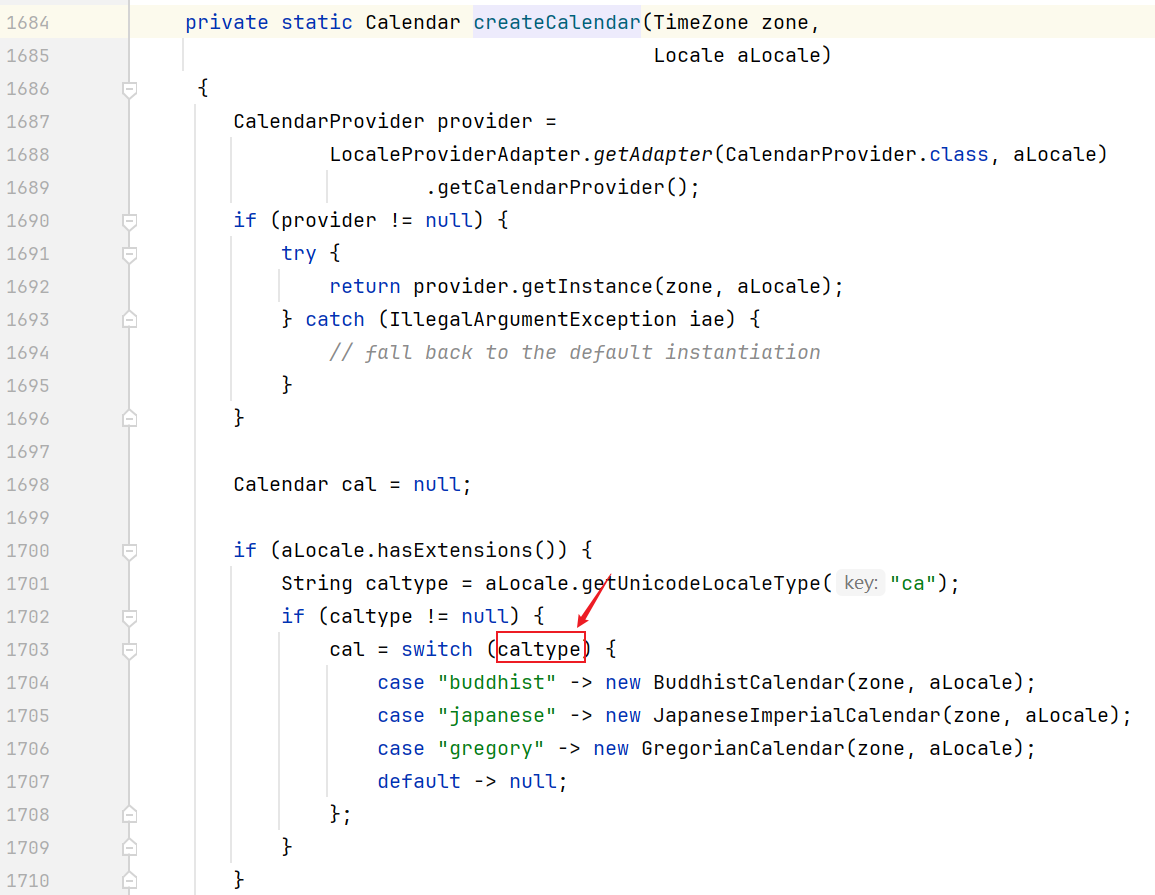 1684 private static Calendar createCalendar(TimeZone zone,
1685 Locale aLocale)
1686 {
1687 CalendarProvider provider =
1688 LocaleProviderAdapter.getAdapter(CalendarProvider.class, aLocale)
1689 .getCalendarProvider();
1690 if (provider != null) {
1691 try {
1692 return provider.getInstance(zone, aLocale);
1693 } catch (IllegalArgumentException iae) {
1694 // fall back to the default instantiation
1695 }
1696 }
1697
1698 Calendar cal = null;
1699
1700 if (aLocale.hasExtensions()) {
1701 String caltype = aLocale.getUnicodeLocaleType( key: "ca");
1702 if (caltype != null) {
1703 cal = switch (caltype) {
1704 case "buddhist" -> new BuddhistCalendar(zone, aLocale);
1705 case "japanese" -> new JapaneseImperialCalendar(zone, aLocale);
1706 case "gregory" -> new GregorianCalendar(zone, aLocale);
1707 default -> null;
1708 };
1709 }
1710 }